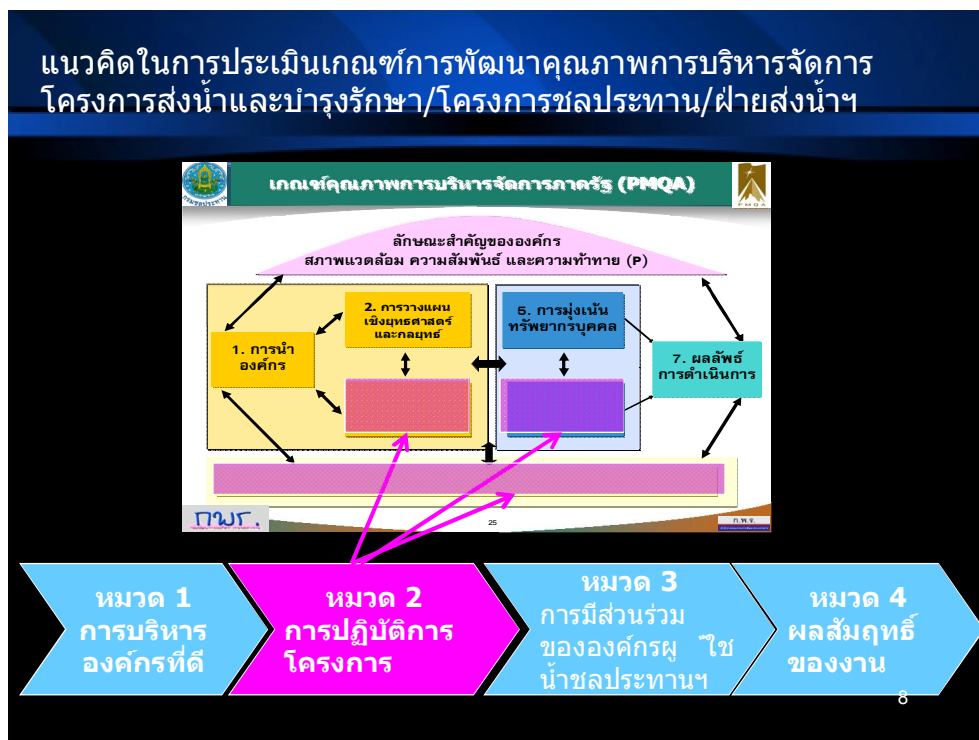 แนวคิดในการประเมินเกณฑ์การพัฒนาคุณภาพการบริหารจัดการ
โครงการส่งน้ำและบำรุงรักษา/โครงการชลประทาน/ฝ่ายส่งน้ำฯ
กรมชลประทาน
เกณฑ์คุณภาพการบริหารจัดการภาครัฐ (PMQA)
PMQA
ลักษณะสำคัญขององค์กร
สภาพแวดล้อม ความสัมพันธ์ และความท้าทาย (P)
1. การนำ
องค์กร
2. การวางแผน
เชิงยุทธศาสตร์
และกลยุทธ์
5. การมุ่งเน้น
ทรัพยากรบุคคล
7. ผลลัพธ์
การดำเนินการ
กพร.
25
ก.พ.ร.
หมวด 1
การบริหาร
องค์กรที่ดี
หมวด 2
การปฏิบัติการ
โครงการ
หมวด 3
การมีส่วนร่วม
ขององค์กรผู้ใช้
น้ำชลประทานฯ
หมวด 4
ผลสัมฤทธิ์
ของงาน
8